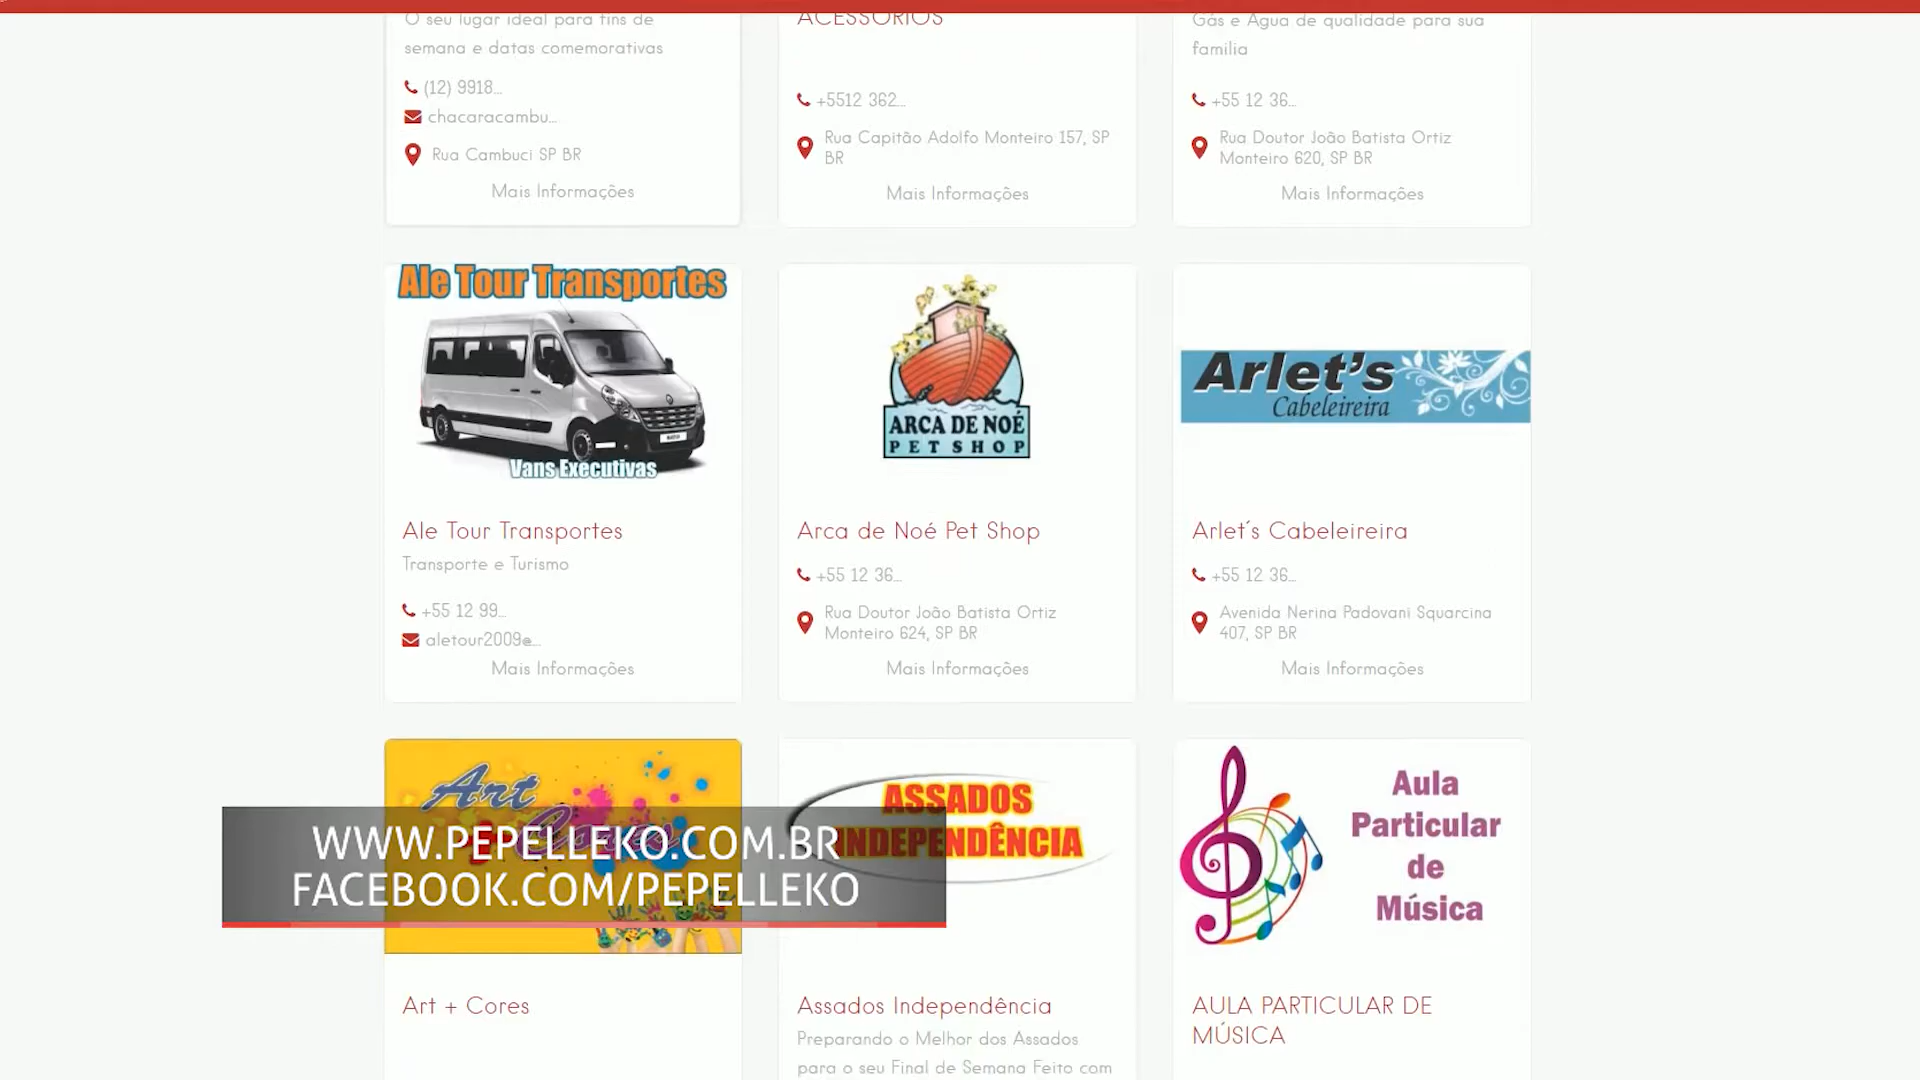 O seu lugar ideal para fins de
semana e datas comemorativas
(12) 9918...
chacaracambu...
Rua Cambuci SP BR
Mais Informações
ACESSÓRIOS
+5512 362...
Rua Capitão Adolfo Monteiro 157, SP
BR
Mais Informações
Gás e Água de qualidade para sua
família
+55 12 36...
Rua Doutor João Batista Ortiz
Monteiro 620, SP BR
Mais Informações
Ale Tour Transportes
Vans Executivas
Ale Tour Transportes
Transporte e Turismo
+55 12 99...
aletour2009@...
Mais Informações
ARCA DE NOÉ
PET SHOP
Arca de Noé Pet Shop
+55 12 36...
Rua Doutor João Batista Ortiz
Monteiro 624, SP BR
Mais Informações
Arlet's
Cabeleireira
Arlet´s Cabeleireira
+55 12 36...
Avenida Nerina Padovani Squarcina
407, SP BR
Mais Informações
Art
Cores
WWW.PEPELLEKO.COM.BR
FACEBOOK.COM/PEPELLEKO
Art + Cores
ASSADOS
INDEPENDÊNCIA
Assados Independência
Preparando o Melhor dos Assados
para o seu Final de Semana Feito com
Aula
Particular
de
Música
AULA PARTICULAR DE
MÚSICA